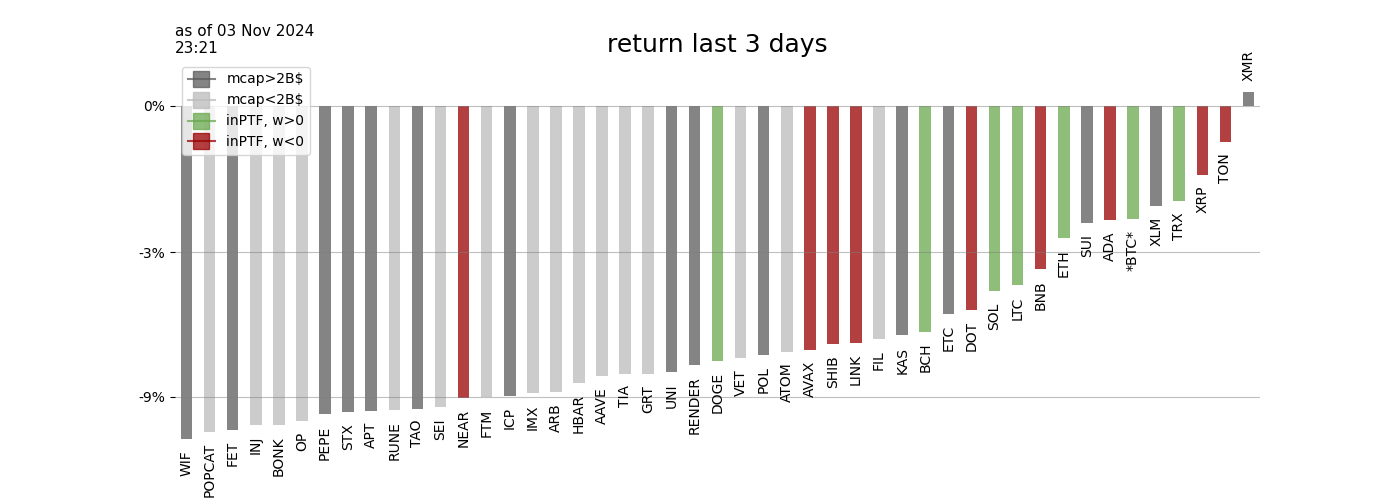 as of 03 Nov 2024
23:21
return last 3 days
mcap>2B$
mcap<2B$
inPTF, w>0
inPTF, w<0
0%
-3%
-9%
WIF
POPCAT
FET
INJ
BONK
OP
PEPE
STX
APT
RUNE
TAO
SEI
NEAR
FTM
ICP
IMX
ARB
HBAR
AAVE
TIA
GRT
UNI
RENDER
DOGE
VET
POL
ATOM
AVAX
SHIB
LINK
FIL
KAS
BCH
ETC
DOT
SOL
LTC
BNB
ETH
SUI
ADA
*BTC*
XLM
TRX
XRP
TON
XMR